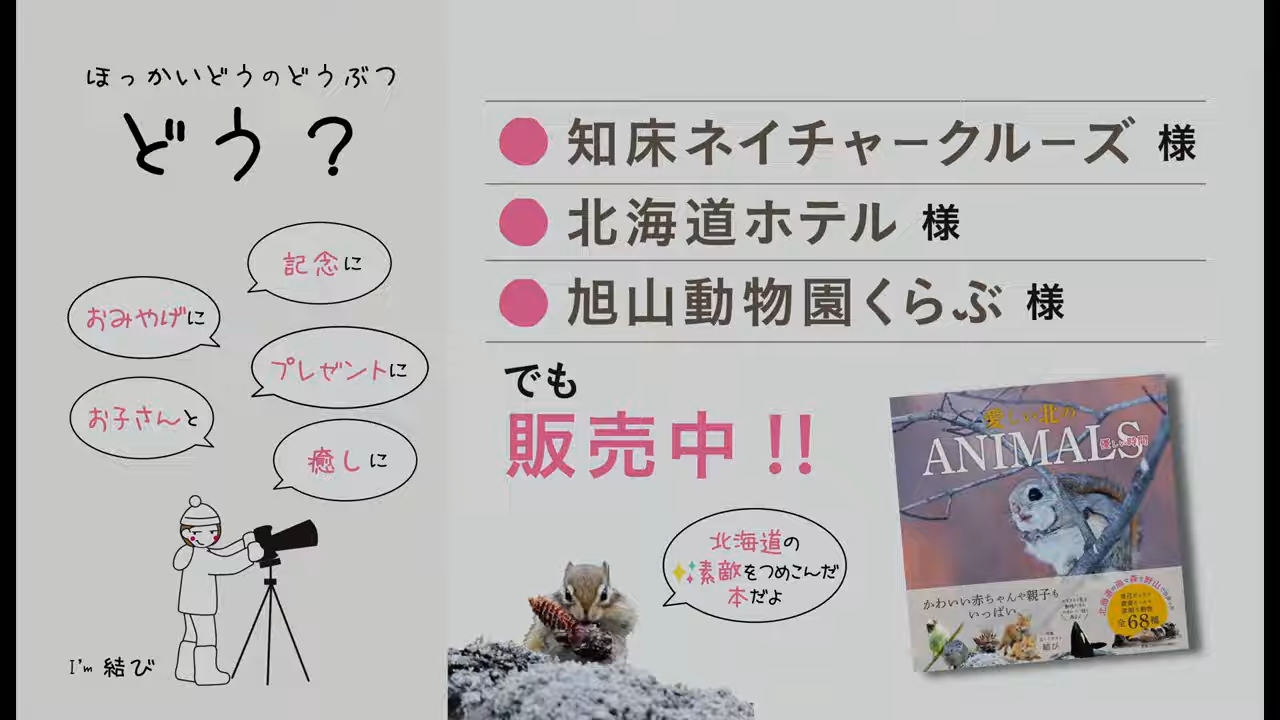 ほっかいどうのどうぶつ
どう？
記念に
おみやげに
プレゼントに
お子さんと
癒しに
I'm 結び
● 知床ネイチャークルーズ 様
● 北海道ホテル 様
● 旭山動物園くらぶ 様
でも
販売中!!
北海道の
素敵をつめこんだ
本だよ
愛しい北の
ANIMALS
優しい時間
かわいい赤ちゃんや親子も
いっぱい
全68種
結び